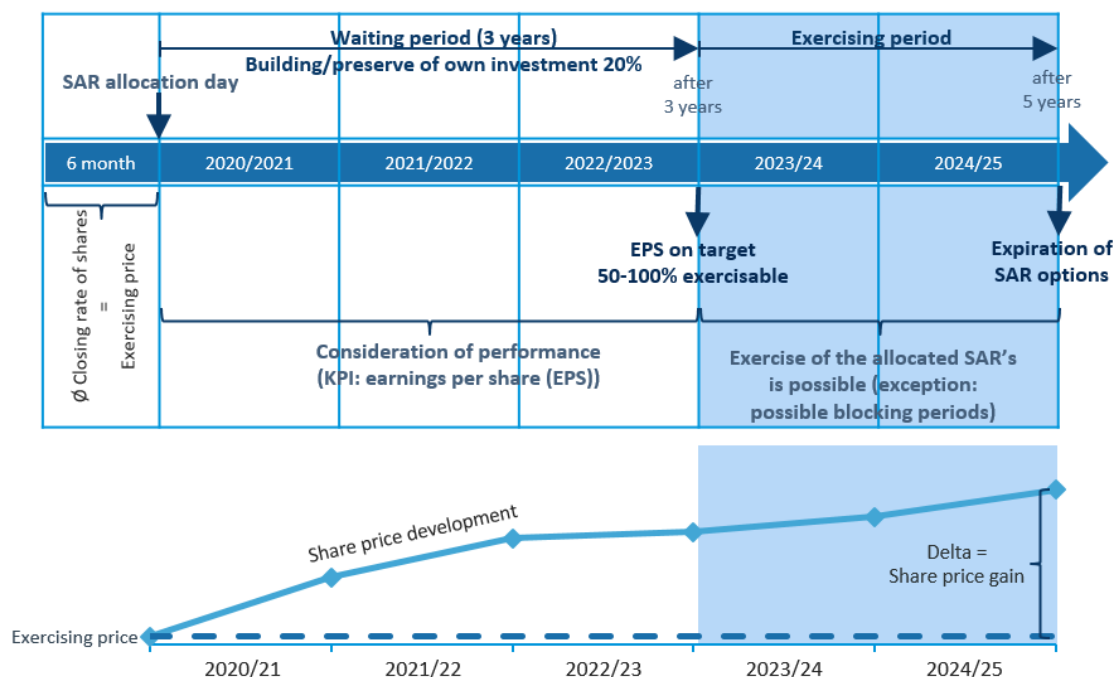 Waiting period (3 years)
Building/preserve of own investment 20%
Exercising period
SAR allocation day
after
3 years
after
5 years
6 month
2020/2021
2021/2022
2022/2023
2023/24
2024/25
Ø Closing rate of shares
=
Exercising price
EPS on target
50-100% exercisable
Expiration of
SAR options
Consideration of performance
(KPI: earnings per share (EPS))
Exercise of the allocated SAR's
is possible (exception:
possible blocking periods)
Share price development
Delta =
Share price gain
Exercising price
2020/21
2021/22
2022/23
2023/24
2024/25